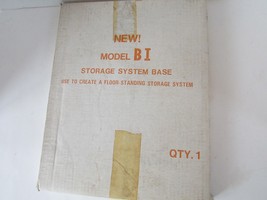 NEW!
MODEL BI
STORAGE SYSTEM BASE
USE TO CREATE A FLOOR STANDING STORAGE SYSTEM
QTY. 1